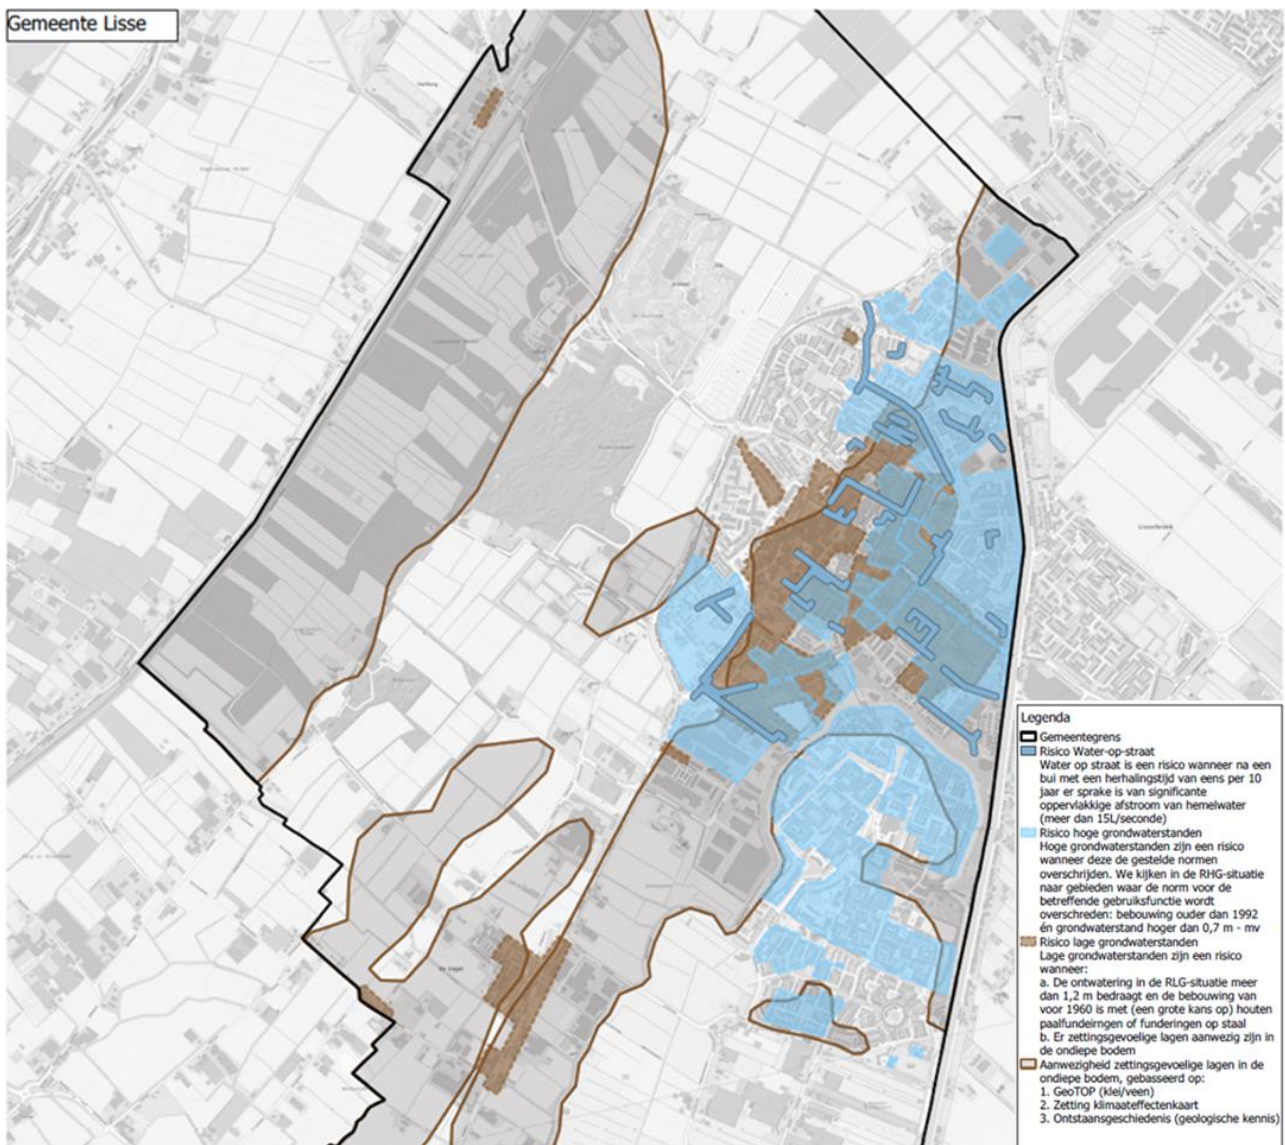 Gemeente Lisse
De Engel
Lisserbroek
Legenda
Gemeentegrens
Risico Water-op-straat
Water op straat is een risico wanneer na een
bui met een herhalingstijd van eens per 10
jaar er sprake is van significante
oppervlakkige afstroom van hemelwater
(meer dan 15L/seconde)
Risico hoge grondwaterstanden
Hoge grondwaterstanden zijn een risico
wanneer deze de gestelde normen
overschrijden. We kijken in de RHG-situatie
naar gebieden waar de norm voor de
betreffende gebruiksfunctie wordt
overschreden: bebouwing ouder dan 1992
én grondwaterstand hoger dan 0,7 m - mv
Risico lage grondwaterstanden
Lage grondwaterstanden zijn een risico
wanneer:
a. De ontwatering in de RLG-situatie meer
dan 1,2 m bedraagt en de bebouwing van
voor 1960 is met (een grote kans op) houten
paalfundeirngen of funderingen op staal
b. Er zettingsgevoelige lagen aanwezig zijn in
de ondiepe bodem
Aanwezigheid zettingsgevoelige lagen in de
ondiepe bodem, gebasseerd op:
1. GeoTOP (klei/veen)
2. Zetting klimaateffectenkaart
3. Ontstaansgeschiedenis (geologische kennis)